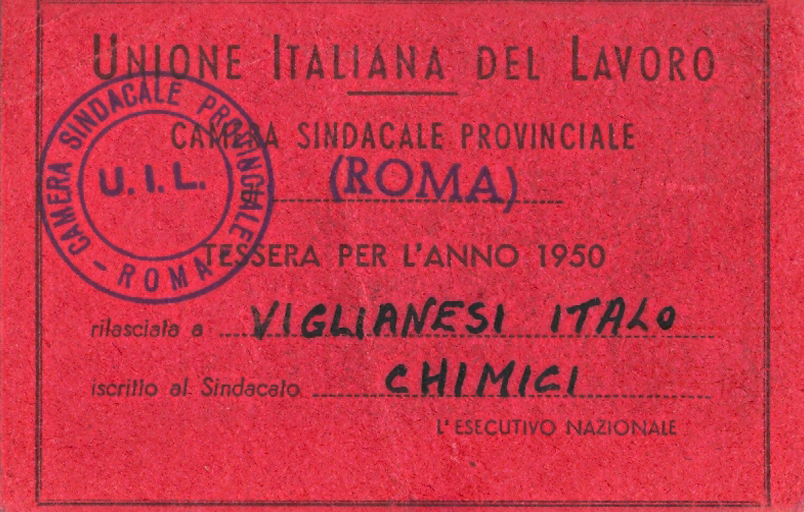 UNIONE ITALIANA DEL LAVORO
CAMERA SINDACALE PROVINCIALE
(ROMA)
CAMERA SINDACALE PROVINCIALE
U.I.L.
- ROMA -
TESSERA PER L'ANNO 1950
rilasciata a VIGLIANESI ITALO
iscritto al Sindacato CHIMICI
L'ESECUTIVO NAZIONALE